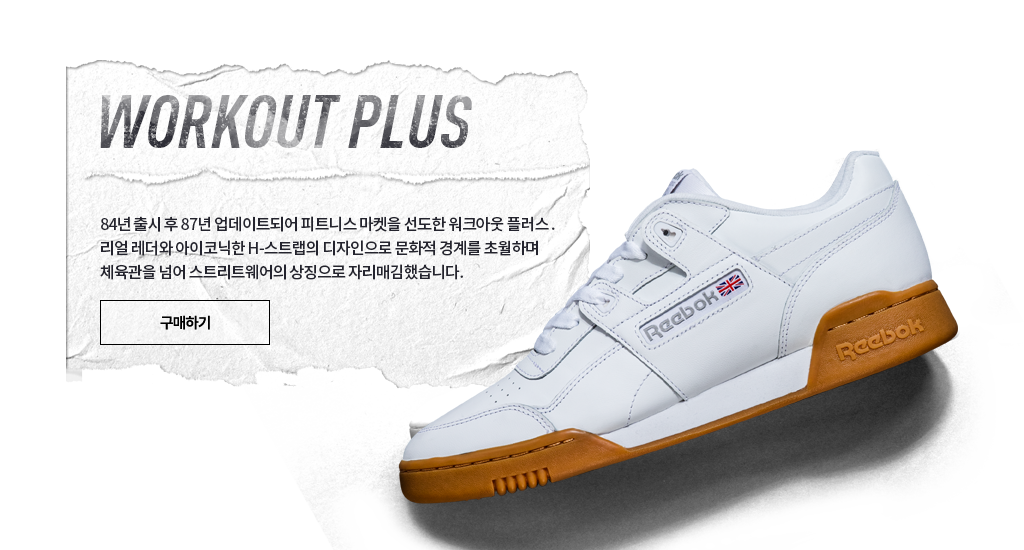 WORKOUT PLUS
84년 출시 후 87년 업데이트되어 피트니스 마켓을 선도한 워크아웃 플러스.
리얼 레더와 아이코닉한 H-스트랩의 디자인으로 문화적 경계를 초월하며
체육관을 넘어 스트리트웨어의 상징으로 자리매김했습니다.
구매하기
Reebok
Reebok